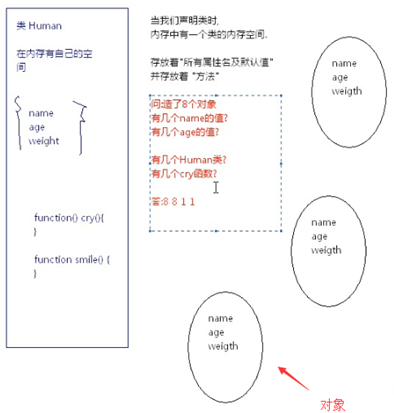 类 Human
在内存有自己的空
间
name
age
weight
function() cry(){
}
function smile() {
}
当我们声明类时,
内存中有一个类的内存空间.
存放着"所有属性名及默认值"
并存放着 "方法"
问:造了8个对象
有几个name的值?
有几个age的值?
有几个Human类?
有几个cry函数?
答:8 8 1 1
name
age
weigth
name
age
weigth
name
age
weigth
对象